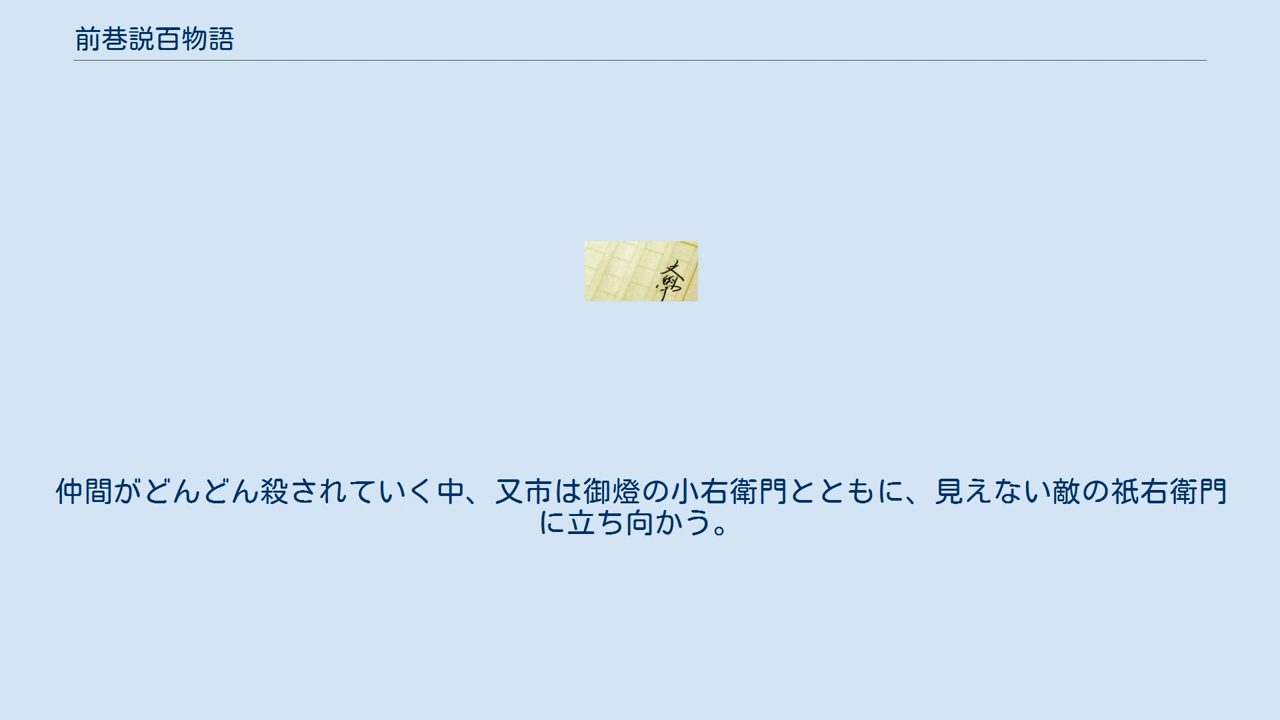 前巷説百物語
仲間がどんどん殺されていく中、又市は御燈の小右衛門とともに、見えない敵の祇右衛門
に立ち向かう。